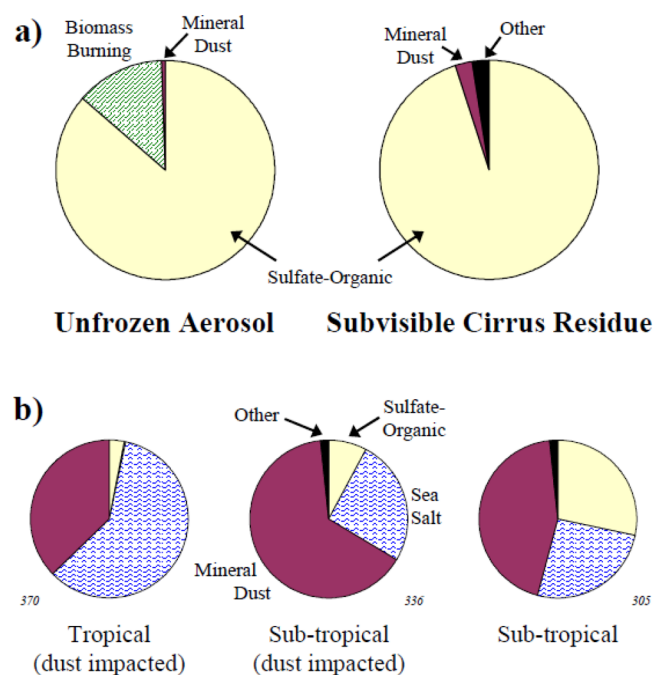 a)
Biomass
Burning
Mineral
Dust
Mineral
Dust
Other
Sulfate-Organic
Unfrozen Aerosol
Subvisible Cirrus Residue
b)
Other
Sulfate-
Organic
Sea
Salt
Mineral
Dust
370
336
305
Tropical
(dust impacted)
Sub-tropical
(dust impacted)
Sub-tropical